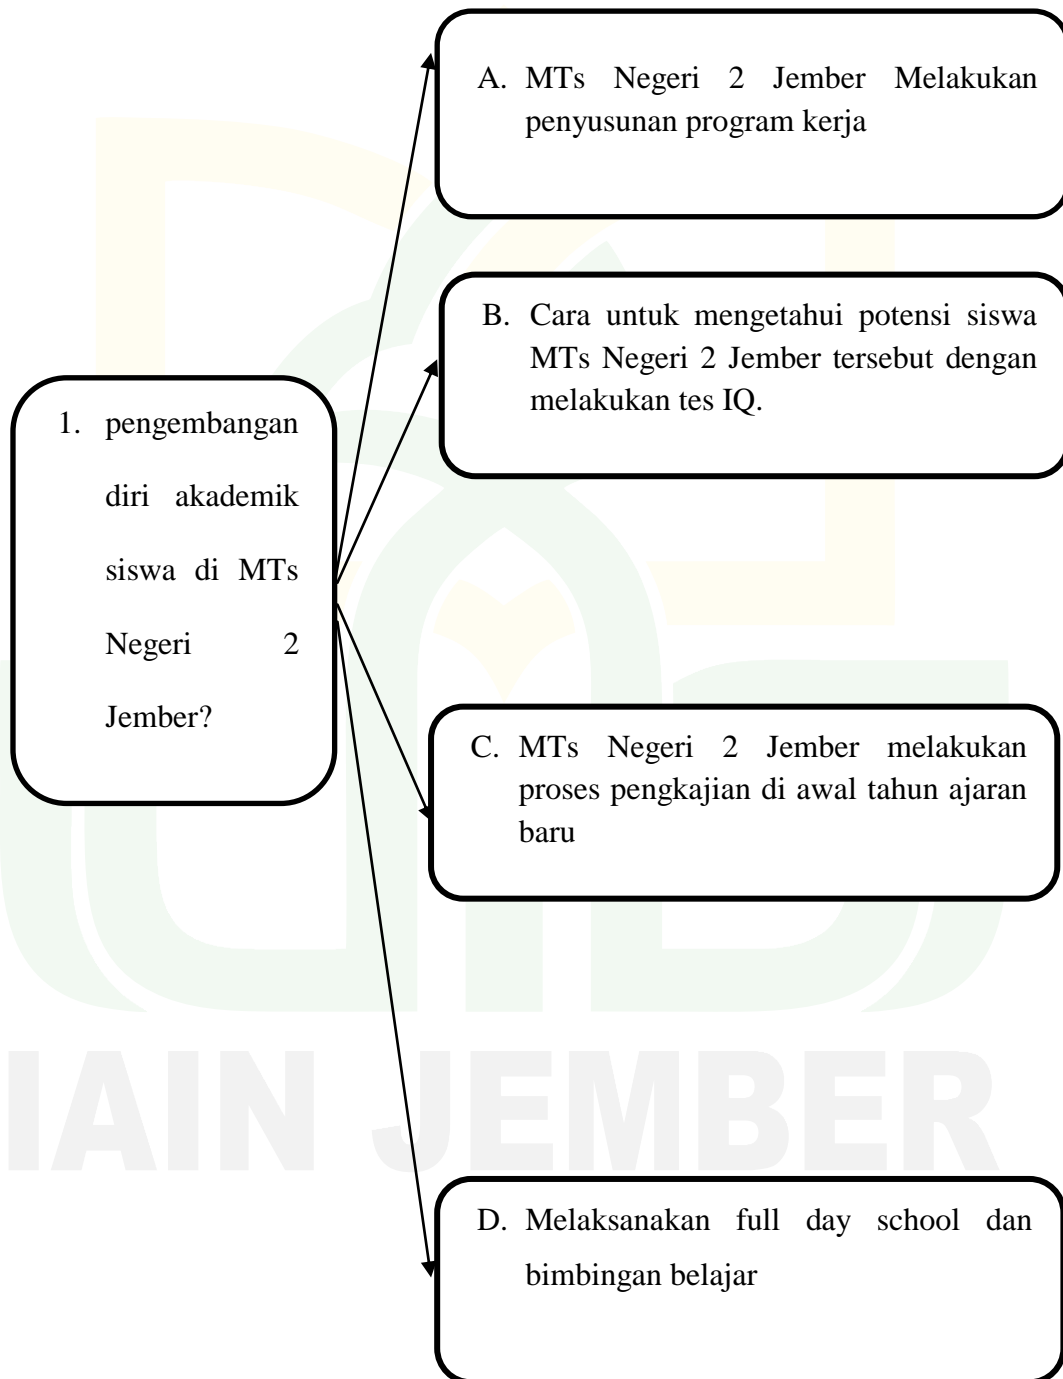 A. MTs Negeri 2 Jember Melakukan
penyusunan program kerja
B. Cara untuk mengetahui potensi siswa
MTs Negeri 2 Jember tersebut dengan
melakukan tes IQ.
1. pengembangan
diri akademik
siswa di MTs
Negeri 2
Jember?
C. MTs Negeri 2 Jember melakukan
proses pengkajian di awal tahun ajaran
baru
IAIN JEMBER
D. Melaksanakan full day school dan
bimbingan belajar